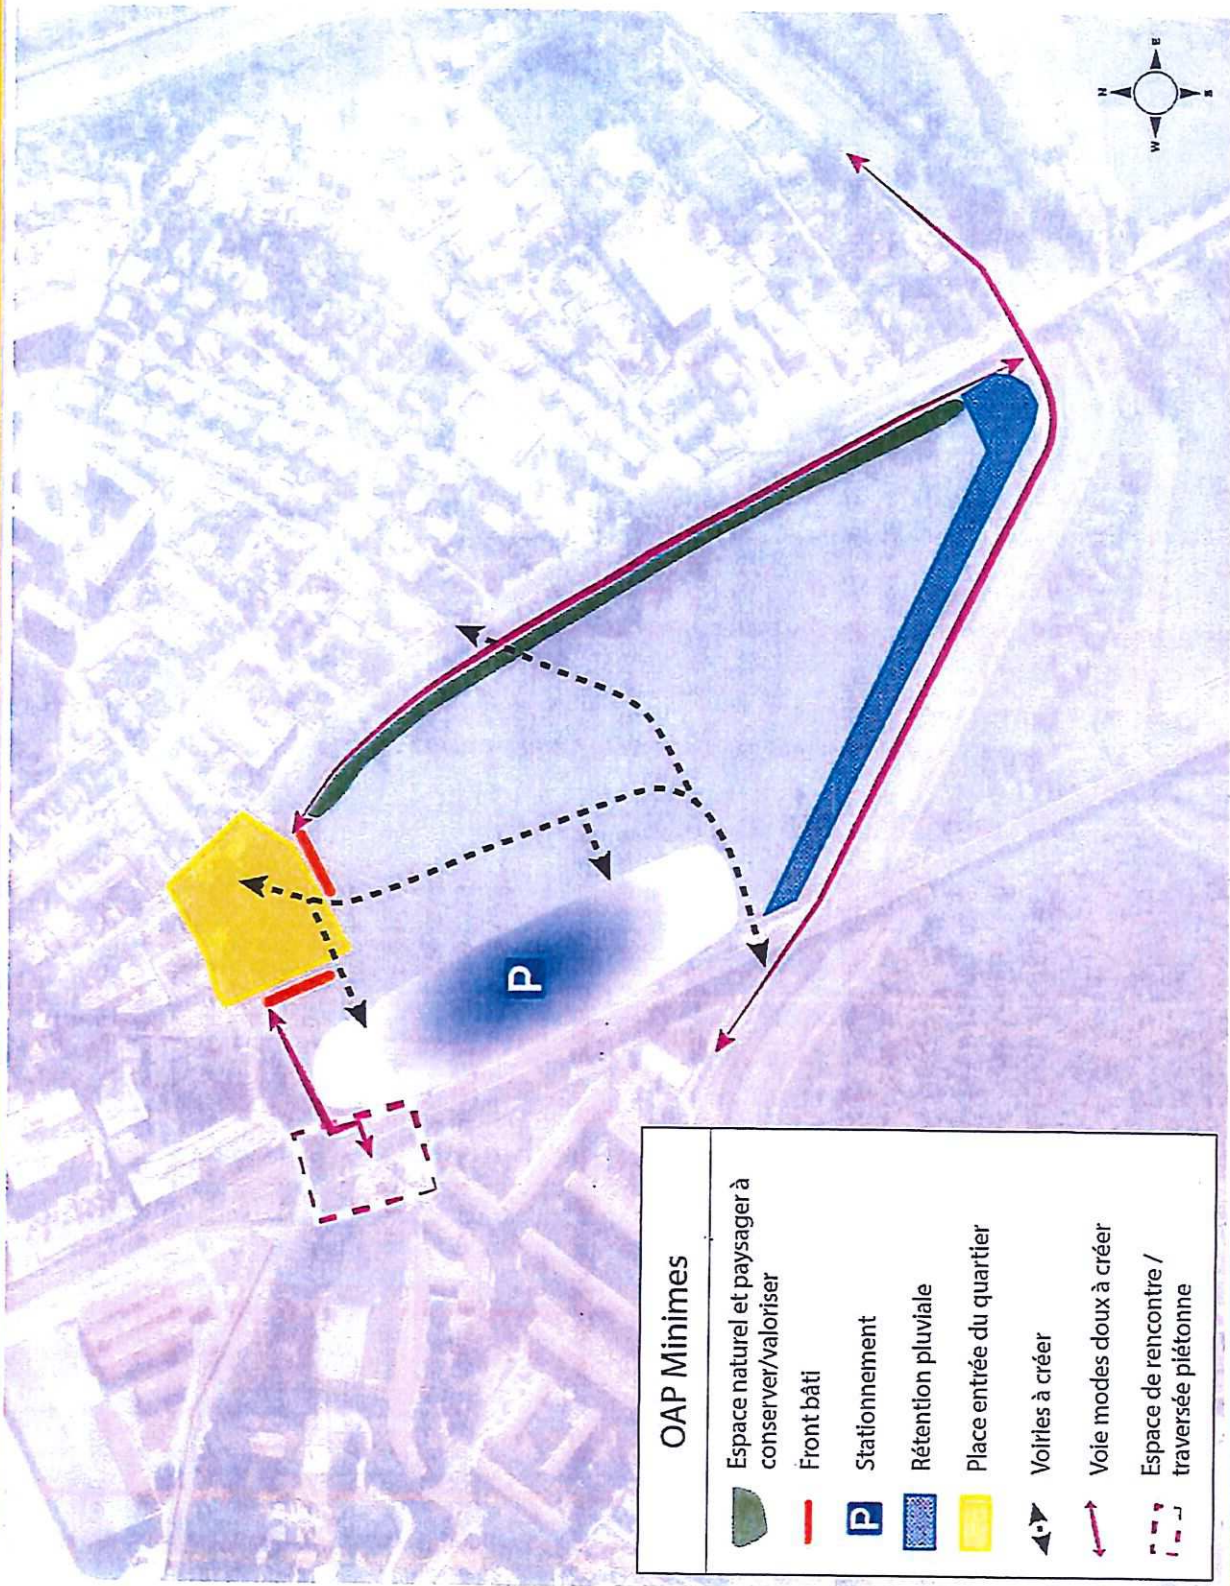 N
W
E
S
P
OAP Minimes
Espace naturel et paysager à
conserver/valoriser
Front bâti
P
Stationnement
Rétention pluviale
Place entrée du quartier
Voiries à créer
Voie modes doux à créer
Espace de rencontre /
traversée piétonne